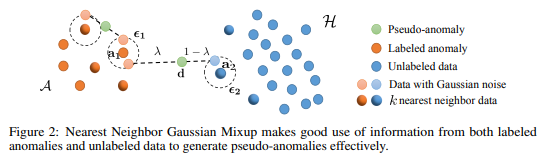 ϵ1
a1
λ
1 − λ
d
a2
ϵ2
A
H
Pseudo-anomaly
Labeled anomaly
Unlabeled data
Data with Gaussian noise
k nearest neighbor data
Figure 2: Nearest Neighbor Gaussian Mixup makes good use of information from both labeled
anomalies and unlabeled data to generate pseudo-anomalies effectively.